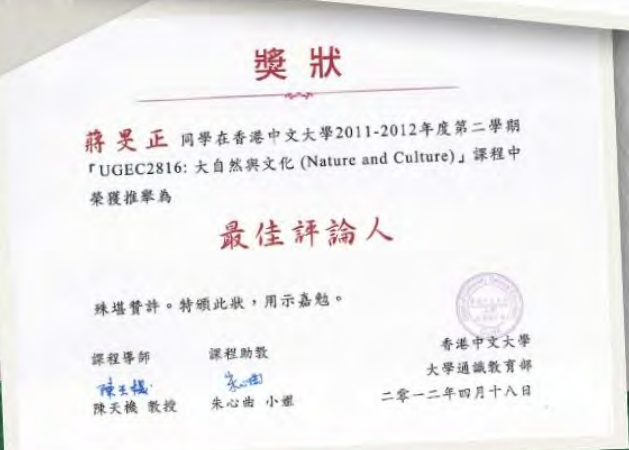 獎狀
蔣旻正 同學在香港中文大學2011-2012年度第二學期
「UGEC2816: 大自然與文化 (Nature and Culture)」課程中
榮獲推舉為
最佳評論人
殊堪贊許。特頒此狀,用示嘉勉。
課程導師
陳天機
陳天機 教授
課程助教
朱心曲 小姐
香港中文大學
大學通識教育部
二零一二年四月十八日